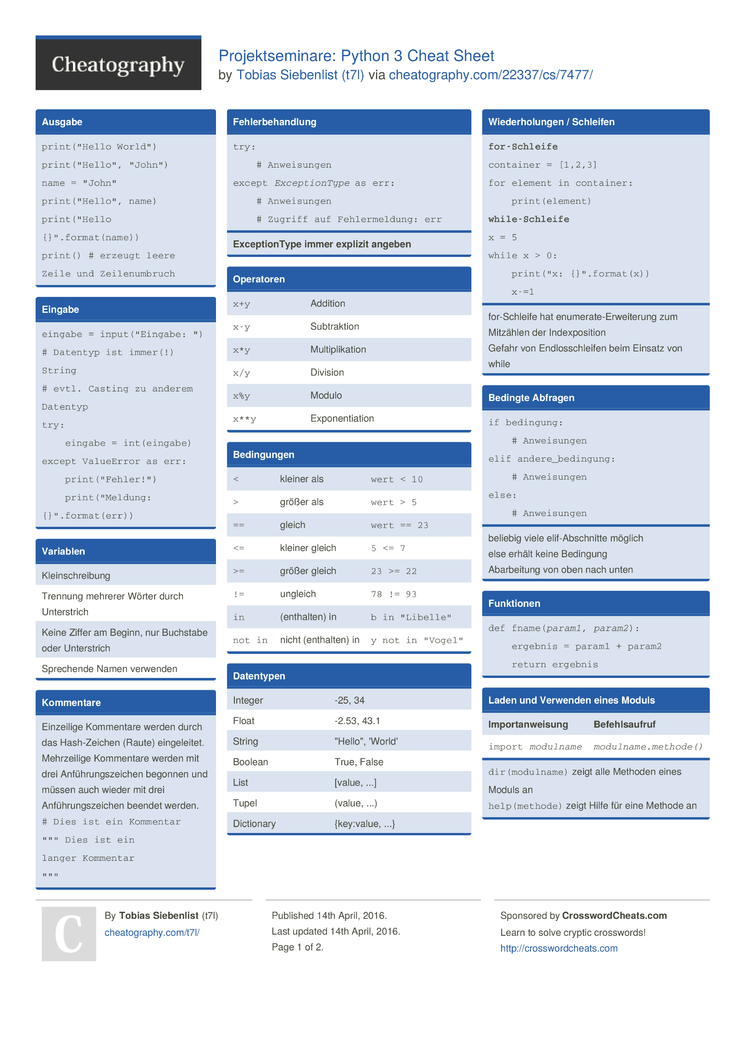 Cheatography
Projektseminare: Python 3 Cheat Sheet
by Tobias Siebenlist (t7l) via cheatography.com/22337/cs/7477/
Ausgabe
print("Hello World")
print("Hello", "John")
name = "John"
print("Hello", name)
print("Hello
{}".format(name))
print() # erzeugt leere
Zeile und Zeilenumbruch
Eingabe
eingabe = input("Eingabe: ")
# Datentyp ist immer(!)
String
# evtl. Casting zu anderem
Datentyp
try:
    eingabe = int(eingabe)
except ValueError as err:
    print("Fehler!")
    print("Meldung:
{}".format(err))
Variablen
Kleinschreibung
Trennung mehrerer Wörter durch
Unterstrich
Keine Ziffer am Beginn, nur Buchstabe
oder Unterstrich
Sprechende Namen verwenden
Kommentare
Einzeilige Kommentare werden durch
das Hash-Zeichen (Raute) eingeleitet.
Mehrzeilige Kommentare werden mit
drei Anführungszeichen begonnen und
müssen auch wieder mit drei
Anführungszeichen beendet werden.
# Dies ist ein Kommentar
""" Dies ist ein
langer Kommentar
"""
Fehlerbehandlung
try:
    # Anweisungen
except ExceptionType as err:
    # Anweisungen
    # Zugriff auf Fehlermeldung: err
ExceptionType immer explizit angeben
Operatoren
x+y Addition
x-y Subtraktion
x*y Multiplikation
x/y Division
x%y Modulo
x**y Exponentiation
Bedingungen
< kleiner als wert < 10
> größer als wert > 5
== gleich wert == 23
<= kleiner gleich 5 <= 7
>= größer gleich 23 >= 22
!= ungleich 78 != 93
in (enthalten) in b in "Libelle"
not in nicht (enthalten) in y not in "Vogel"
Datentypen
Integer -25, 34
Float -2.53, 43.1
String "Hello", 'World'
Boolean True, False
List [value, ...]
Tupel (value, ...)
Dictionary {key:value, ...}
Wiederholungen / Schleifen
for-Schleife
container = [1,2,3]
for element in container:
    print(element)
while-Schleife
x = 5
while x > 0:
    print("x: {}".format(x))
    x-=1
for-Schleife hat enumerate-Erweiterung zum
Mitzählen der Indexposition
Gefahr von Endlosschleifen beim Einsatz von
while
Bedingte Abfragen
if bedingung:
    # Anweisungen
elif andere_bedingung:
    # Anweisungen
else:
    # Anweisungen
beliebig viele elif-Abschnitte möglich
else erhält keine Bedingung
Abarbeitung von oben nach unten
Funktionen
def fname(param1, param2):
    ergebnis = param1 + param2
    return ergebnis
Laden und Verwenden eines Moduls
Importanweisung Befehlsaufruf
import modulname modulname.methode()
dir(modulname) zeigt alle Methoden eines
Moduls an
help(methode) zeigt Hilfe für eine Methode an
C
By Tobias Siebenlist (t7l)
cheatography.com/t7l/
Published 14th April, 2016.
Last updated 14th April, 2016.
Page 1 of 2.
Sponsored by CrosswordCheats.com
Learn to solve cryptic crosswords!
http://crosswordcheats.com